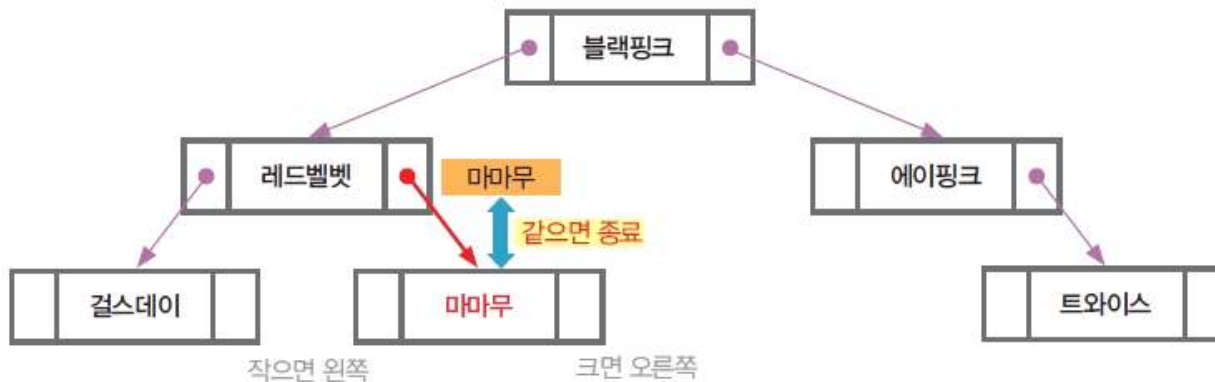 블랙핑크
레드벨벳
마마무
에이핑크
같으면 종료
걸스데이
마마무
트와이스
작으면 왼쪽
크면 오른쪽